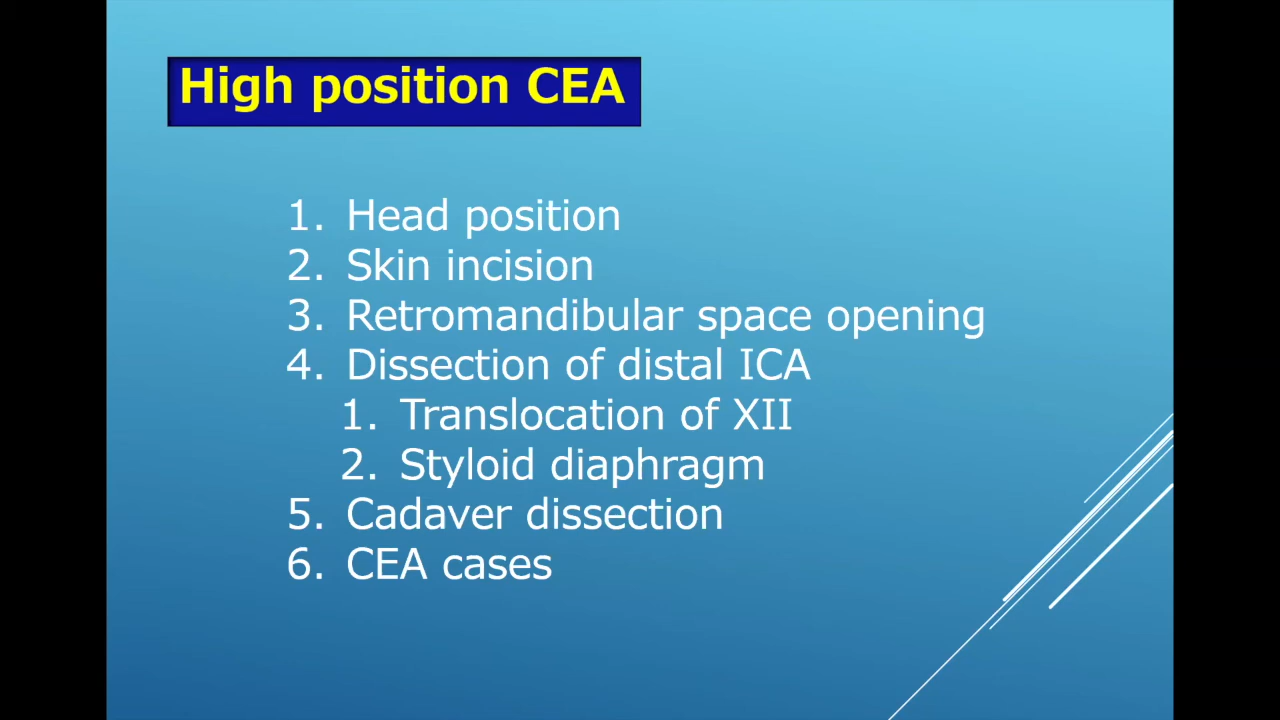 High position CEA
1. Head position
2. Skin incision
3. Retromandibular space opening
4. Dissection of distal ICA
1. Translocation of XII
2. Styloid diaphragm
5. Cadaver dissection
6. CEA cases